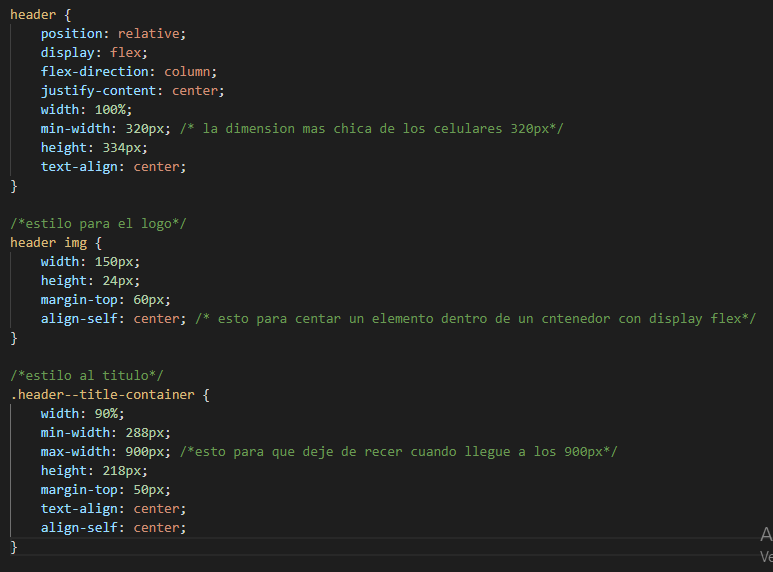 header {
    position: relative;
    display: flex;
    flex-direction: column;
    justify-content: center;
    width: 100%;
    min-width: 320px; /* la dimension mas chica de los celulares 320px*/
    height: 334px;
    text-align: center;
}

/*estilo para el logo*/
header img {
    width: 150px;
    height: 24px;
    margin-top: 60px;
    align-self: center; /* esto para centar un elemento dentro de un cntenedor con display flex*/
}

/*estilo al titulo*/
.header--title-container {
    width: 90%;
    min-width: 288px;
    max-width: 900px; /*esto para que deje de recer cuando llegue a los 900px*/
    height: 218px;
    margin-top: 50px;
    text-align: center;
    align-self: center;
}